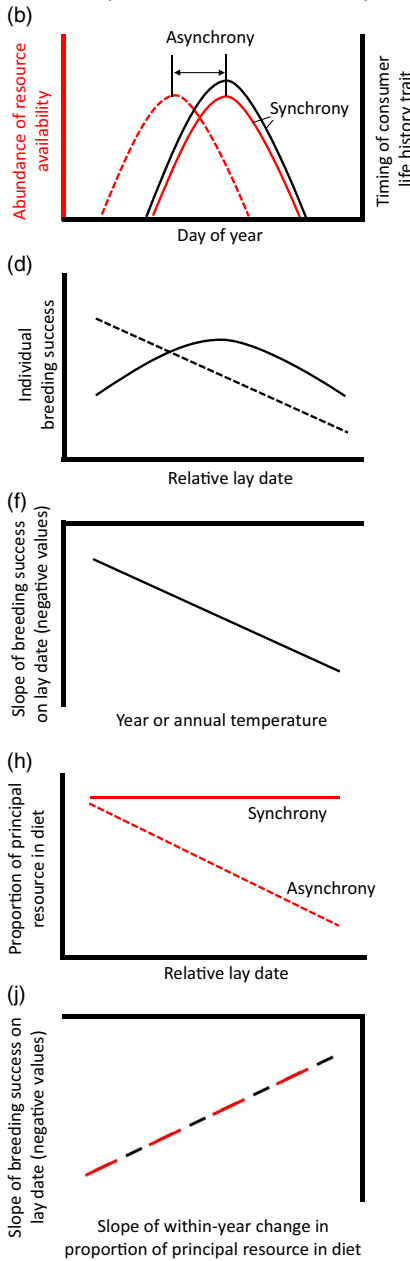 (b)
Asynchrony
Synchrony
Abundance of resource
availability
Timing of consumer
life history trait
Day of year
(d)
Individual
breeding success
Relative lay date
(f)
Slope of breeding success
on lay date (negative values)
Year or annual temperature
(h)
Proportion of principal
resource in diet
Synchrony
Asynchrony
Relative lay date
(j)
Slope of breeding success on
lay date (negative values)
Slope of within-year change in
proportion of principal resource in diet